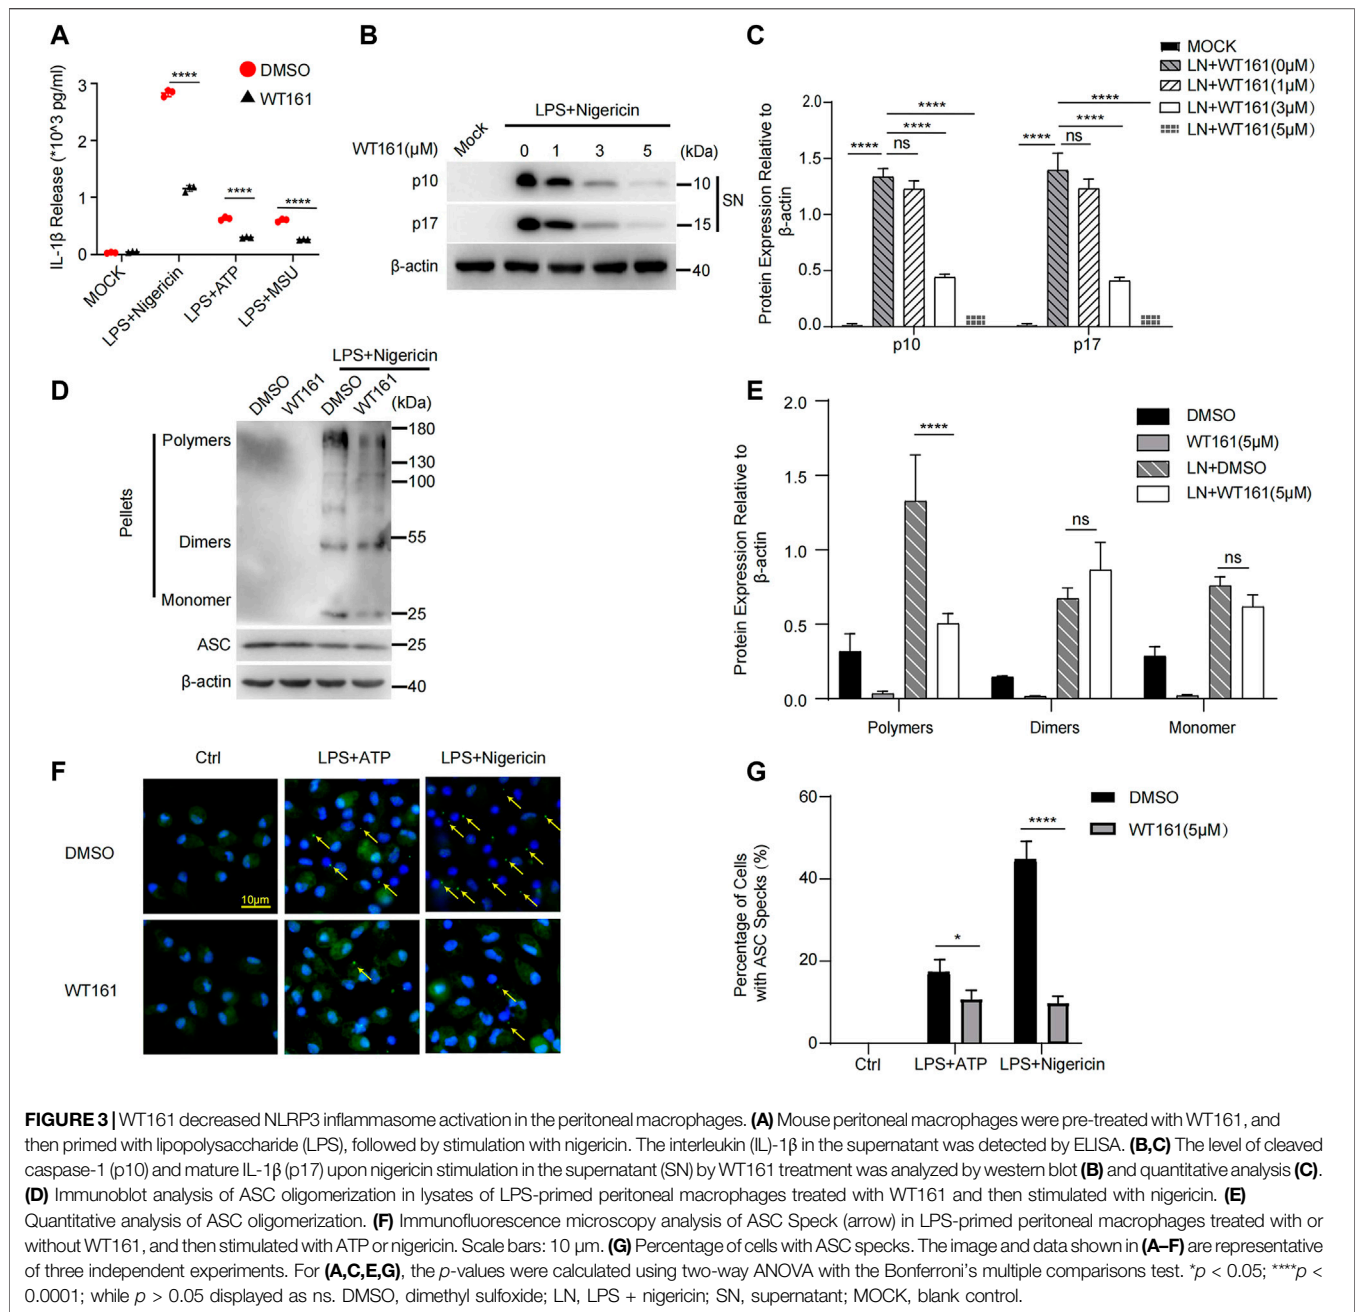 A
DMSO
WT161
IL-1β Release (*10^3 pg/ml)
3
2
1
0
****
****
****
MOCK
LPS+Nigericin
LPS+ATP
LPS+MSU
B
LPS+Nigericin
Mock
WT161(μM)
0 1 3 5 (kDa)
p10
10
p17
15
SN
β-actin
40
C
MOCK
LN+WT161(0μM)
LN+WT161(1μM)
LN+WT161(3μM)
LN+WT161(5μM)
Protein Expression Relative to
β-actin
2.0
1.5
1.0
0.5
0.0
****
****
**** ns
****
****
**** ns
p10 p17
D
LPS+Nigericin
DMSO
WT161
DMSO
WT161
(kDa)
Pellets
Polymers
Dimers
Monomer
180
130
100
55
25
ASC
25
β-actin
40
E
DMSO
WT161(5μM)
LN+DMSO
LN+WT161(5μM)
Protein Expression Relative to
β-actin
2.0
1.5
1.0
0.5
0.0
****
ns
ns
Polymers Dimers Monomer
F
Ctrl LPS+ATP LPS+Nigericin
DMSO
10μm
WT161
G
DMSO
WT161(5μM)
Percentage of Cells
with ASC Specks (%)
60
40
20
0
*
****
Ctrl LPS+ATP LPS+Nigericin
FIGURE 3 | WT161 decreased NLRP3 inflammasome activation in the peritoneal macrophages. (A) Mouse peritoneal macrophages were pre-treated with WT161, and
then primed with lipopolysaccharide (LPS), followed by stimulation with nigericin. The interleukin (IL)-1β in the supernatant was detected by ELISA. (B,C) The level of cleaved
caspase-1 (p10) and mature IL-1β (p17) upon nigericin stimulation in the supernatant (SN) by WT161 treatment was analyzed by western blot (B) and quantitative analysis (C).
(D) Immunoblot analysis of ASC oligomerization in lysates of LPS-primed peritoneal macrophages treated with WT161 and then stimulated with nigericin. (E)
Quantitative analysis of ASC oligomerization. (F) Immunofluorescence microscopy analysis of ASC Speck (arrow) in LPS-primed peritoneal macrophages treated with or
without WT161, and then stimulated with ATP or nigericin. Scale bars: 10 μm. (G) Percentage of cells with ASC specks. The image and data shown in (A–F) are representative
of three independent experiments. For (A,C,E,G), the p-values were calculated using two-way ANOVA with the Bonferroni's multiple comparisons test. *p < 0.05; ****p <
0.0001; while p > 0.05 displayed as ns. DMSO, dimethyl sulfoxide; LN, LPS + nigericin; SN, supernatant; MOCK, blank control.